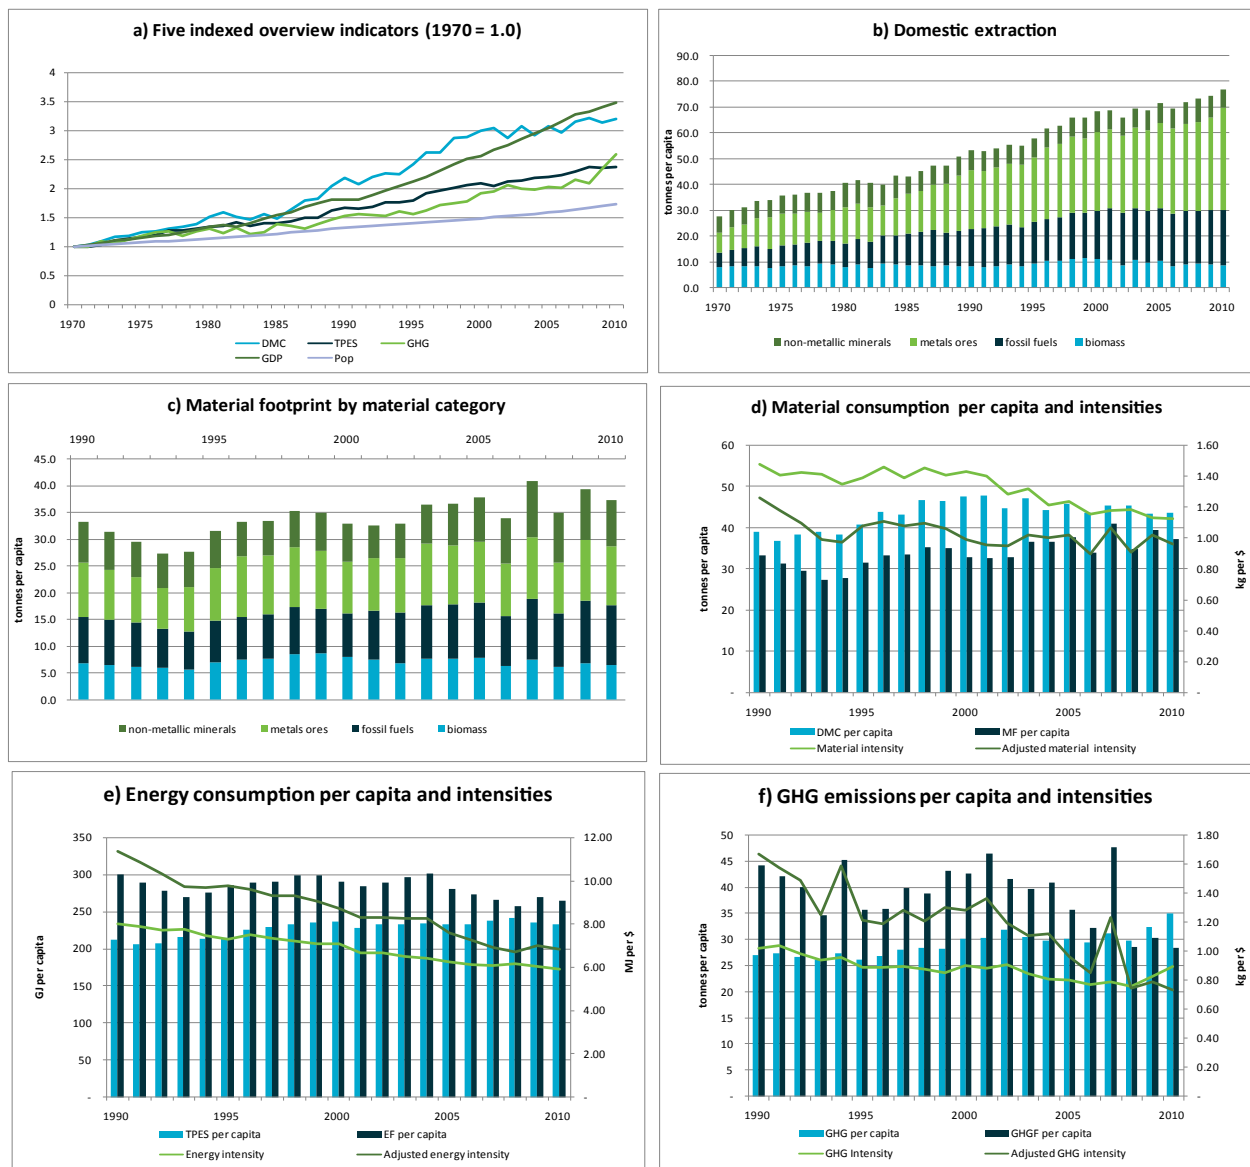 a) Five indexed overview indicators (1970 = 1.0)
4
3.5
3
2.5
2
1.5
1
0.5
0
1970 1975 1980 1985 1990 1995 2000 2005 2010
DMC TPES GHG
GDP Pop
b) Domestic extraction
tonnes per capita
90.0
80.0
70.0
60.0
50.0
40.0
30.0
20.0
10.0
0.0
1970 1975 1980 1985 1990 1995 2000 2005 2010
non-metallic minerals metals ores fossil fuels biomass
c) Material footprint by material category
1990 1995 2000 2005 2010
tonnes per capita
45.0
40.0
35.0
30.0
25.0
20.0
15.0
10.0
5.0
0.0
non-metallic minerals metals ores fossil fuels biomass
d) Material consumption per capita and intensities
tonnes per capita
60
50
40
30
20
10
-
1.60
1.40
1.20
1.00
0.80
0.60
0.40
0.20
-
kg per $
1990 1995 2000 2005 2010
DMC per capita MF per capita
Material intensity Adjusted material intensity
e) Energy consumption per capita and intensities
GJ per capita
350
300
250
200
150
100
50
-
12.00
10.00
8.00
6.00
4.00
2.00
-
MJ per $
1990 1995 2000 2005 2010
TPES per capita EF per capita
Energy intensity Adjusted energy intensity
f) GHG emissions per capita and intensities
tonnes per capita
50
45
40
35
30
25
20
15
10
5
-
1.80
1.60
1.40
1.20
1.00
0.80
0.60
0.40
0.20
-
kg per $
1990 1995 2000 2005 2010
GHG per capita GHGF per capita
GHG Intensity Adjusted GHG intensity